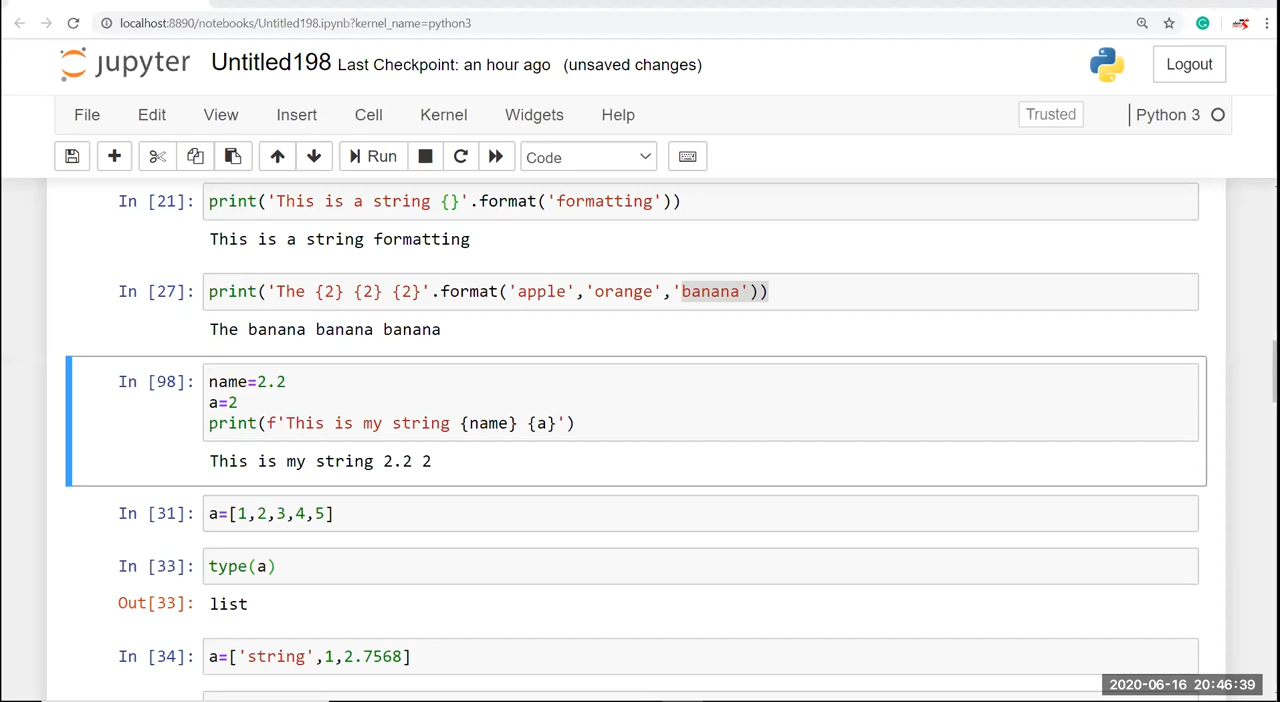 localhost:8890/notebooks/Untitled198.ipynb?kernel_name=python3
jupyter Untitled198 Last Checkpoint: an hour ago (unsaved changes) Logout
File Edit View Insert Cell Kernel Widgets Help Trusted Python 3
Run Code
In [21]: print('This is a string {}'.format('formatting'))
This is a string formatting
In [27]: print('The {2} {2} {2}'.format('apple','orange','banana'))
The banana banana banana
In [98]: name=2.2
a=2
print(f'This is my string {name} {a}')
This is my string 2.2 2
In [31]: a=[1,2,3,4,5]
In [33]: type(a)
Out[33]: list
In [34]: a=['string',1,2.7568]
2020-06-16 20:46:39